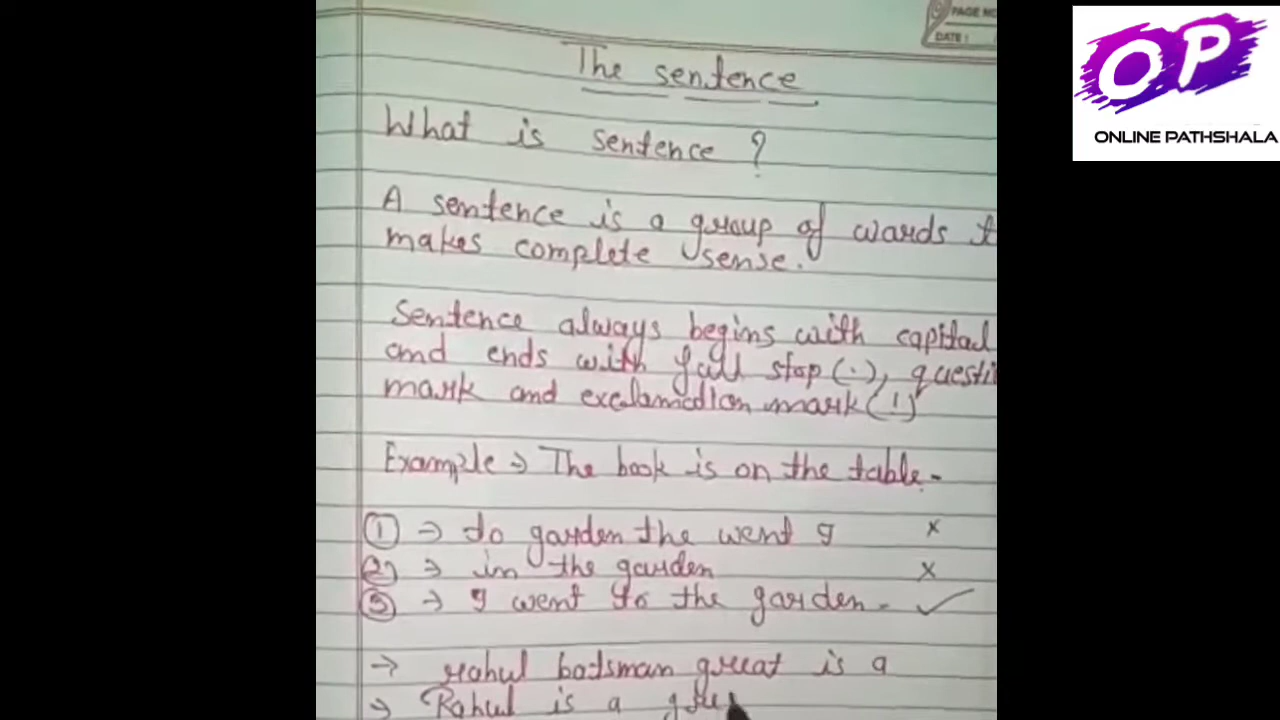 PAGE NO
DATE :
OP
ONLINE PATHSHALA
The sentence
What is sentence ?
A sentence is a group of wards t
makes complete sense.
Sentence always begins with capital
and ends with full stop (.), questi
mark and exclamation mark (!)
Example ⇒ The book is on the table.
① → to garden the went I ×
② → in the garden ×
③ → I went to the garden. ✓
→ rahul batsman great is a
→ Rahul is a gre